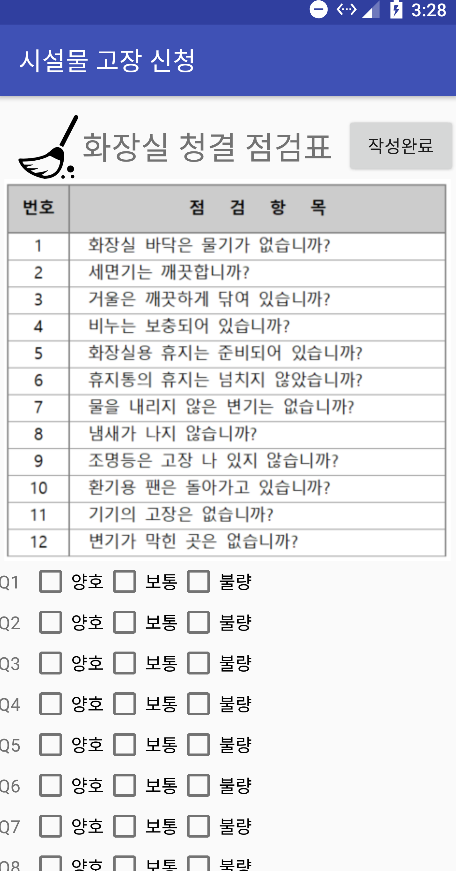 3:28
시설물 고장 신청
화장실 청결 점검표 작성완료
번호 점 검 항 목
1 화장실 바닥은 물기가 없습니까?
2 세면기는 깨끗합니까?
3 거울은 깨끗하게 닦여 있습니까?
4 비누는 보충되어 있습니까?
5 화장실용 휴지는 준비되어 있습니까?
6 휴지통의 휴지는 넘치지 않았습니까?
7 물을 내리지 않은 변기는 없습니까?
8 냄새가 나지 않습니까?
9 조명등은 고장 나 있지 않습니까?
10 환기용 팬은 돌아가고 있습니까?
11 기기의 고장은 없습니까?
12 변기가 막힌 곳은 없습니까?
Q1 양호 보통 불량
Q2 양호 보통 불량
Q3 양호 보통 불량
Q4 양호 보통 불량
Q5 양호 보통 불량
Q6 양호 보통 불량
Q7 양호 보통 불량
Q8 양호 보통 불량